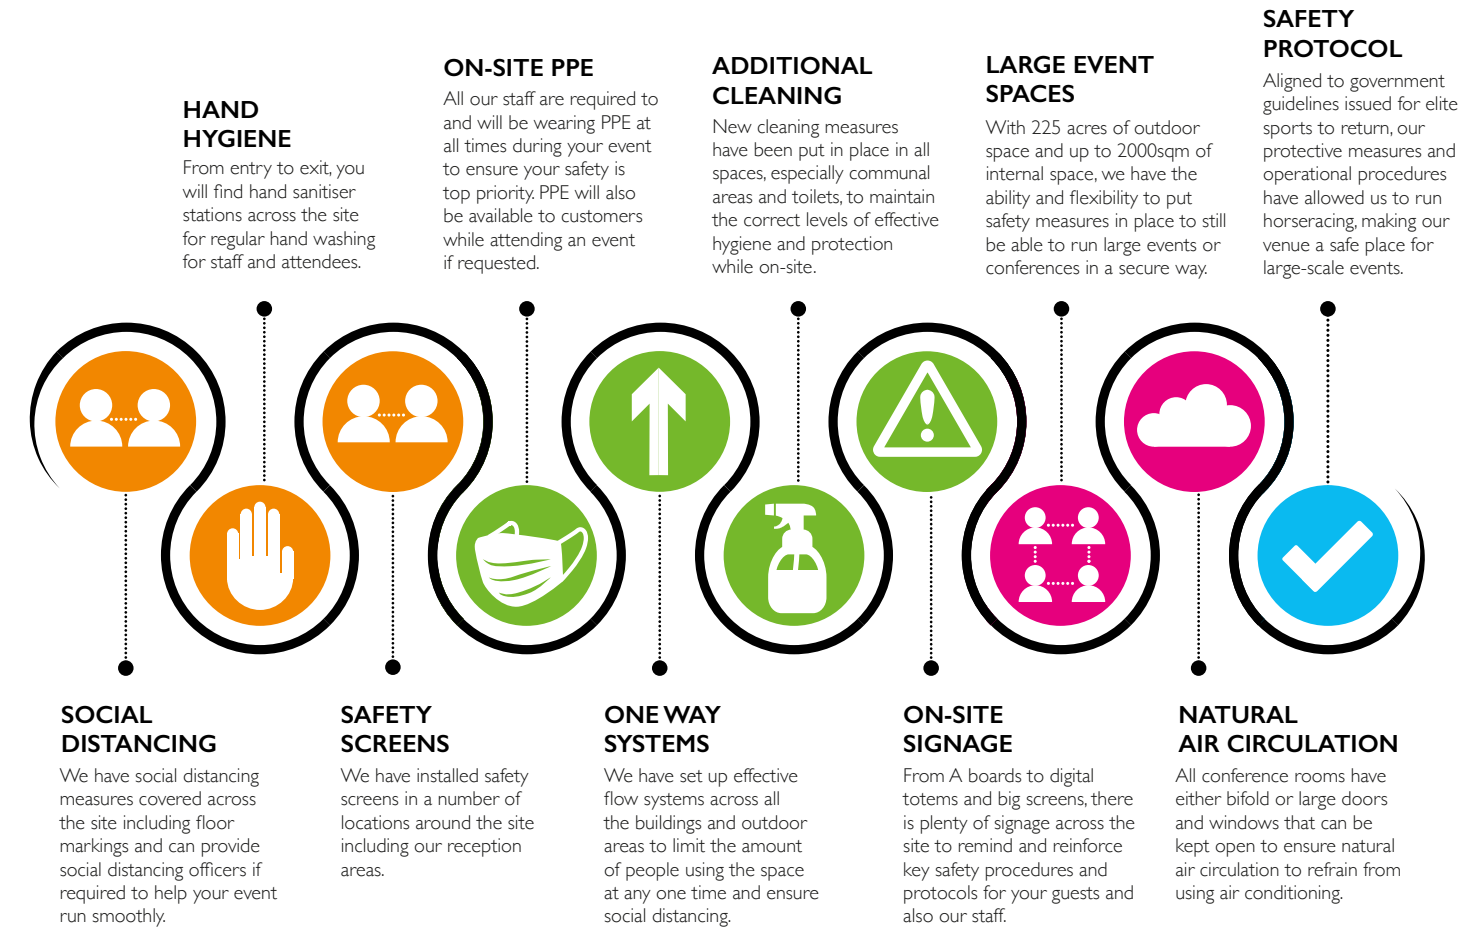 HAND
HYGIENE
From entry to exit, you
will find hand sanitiser
stations across the site
for regular hand washing
for staff and attendees.
ON-SITE PPE
All our staff are required to
and will be wearing PPE at
all times during your event
to ensure your safety is
top priority. PPE will also
be available to customers
while attending an event
if requested.
ADDITIONAL
CLEANING
New cleaning measures
have been put in place in all
spaces, especially communal
areas and toilets, to maintain
the correct levels of effective
hygiene and protection
while on-site.
LARGE EVENT
SPACES
With 225 acres of outdoor
space and up to 2000sqm of
internal space, we have the
ability and flexibility to put
safety measures in place to still
be able to run large events or
conferences in a secure way.
SAFETY
PROTOCOL
Aligned to government
guidelines issued for elite
sports to return, our
protective measures and
operational procedures
have allowed us to run
horseracing, making our
venue a safe place for
large-scale events.
SOCIAL
DISTANCING
We have social distancing
measures covered across
the site including floor
markings and can provide
social distancing officers if
required to help your event
run smoothly.
SAFETY
SCREENS
We have installed safety
screens in a number of
locations around the site
including our reception
areas.
ONE WAY
SYSTEMS
We have set up effective
flow systems across all
the buildings and outdoor
areas to limit the amount
of people using the space
at any one time and ensure
social distancing.
ON-SITE
SIGNAGE
From A boards to digital
totems and big screens, there
is plenty of signage across the
site to remind and reinforce
key safety procedures and
protocols for your guests and
also our staff.
NATURAL
AIR CIRCULATION
All conference rooms have
either bifold or large doors
and windows that can be
kept open to ensure natural
air circulation to refrain from
using air conditioning.